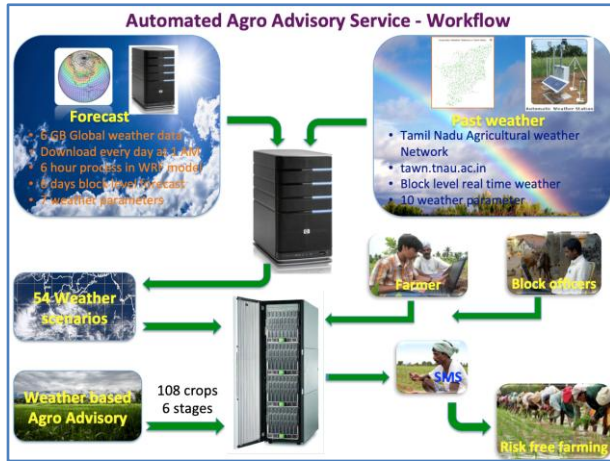 Automated Agro Advisory Service - Workflow
Forecast
GB Global weather data
Download every day at 1 AM
6 hour process in WRF model
days block level forecast
weather parameters
Past weather
Tamil Nadu Agricultural weather
Network
tawn.tnau.ac.in
Block level real time weather
10 weather parameter
Automatic Weather Station
54 Weather
scenarios
Farmer
Block officers
Weather based
Agro Advisory
108 crops
6 stages
SMS
Risk free farming